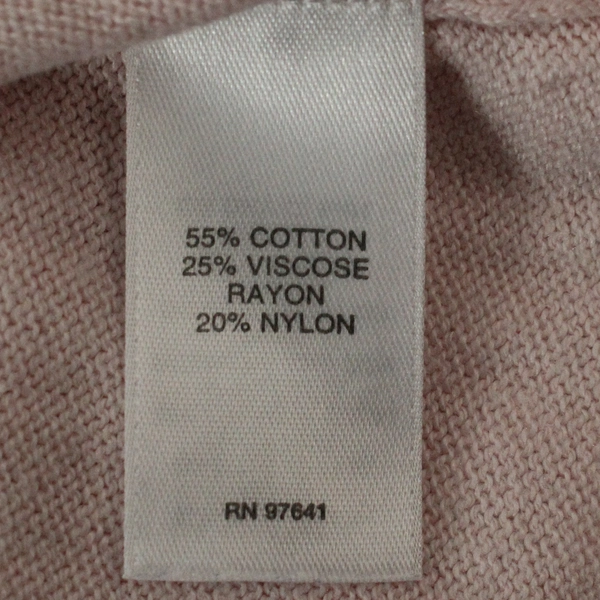 55% COTTON
25% VISCOSE
RAYON
20% NYLON
RN 97641